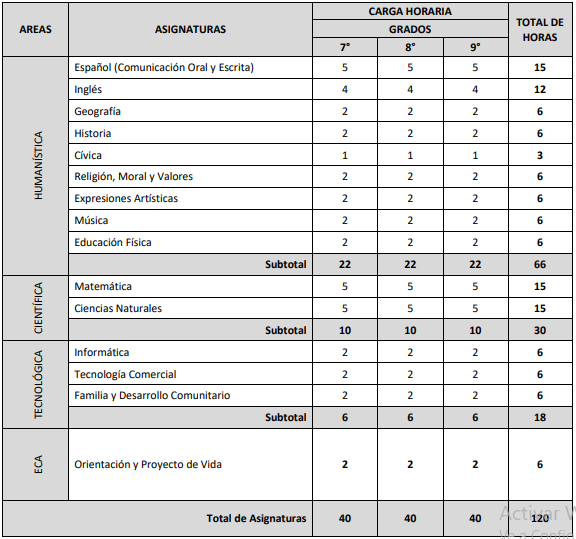 AREAS ASIGNATURAS CARGA HORARIA TOTAL DE HORAS
GRADOS
7° 8° 9°
HUMANÍSTICA
Español (Comunicación Oral y Escrita) 5 5 5 15
Inglés 4 4 4 12
Geografía 2 2 2 6
Historia 2 2 2 6
Cívica 1 1 1 3
Religión, Moral y Valores 2 2 2 6
Expresiones Artísticas 2 2 2 6
Música 2 2 2 6
Educación Física 2 2 2 6
Subtotal 22 22 22 66
CIENTÍFICA
Matemática 5 5 5 15
Ciencias Naturales 5 5 5 15
Subtotal 10 10 10 30
TECNOLÓGICA
Informática 2 2 2 6
Tecnología Comercial 2 2 2 6
Familia y Desarrollo Comunitario 2 2 2 6
Subtotal 6 6 6 18
ECA
Orientación y Proyecto de Vida 2 2 2 6
Total de Asignaturas 40 40 40 120
Activar W